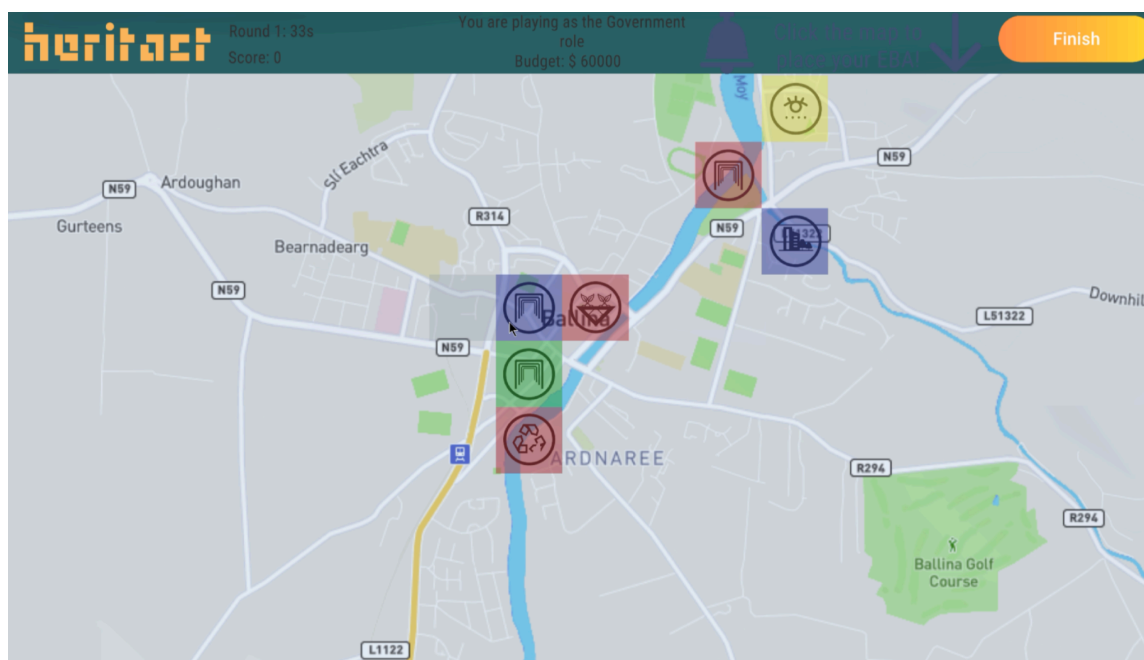 heritact
Round 1: 33s
Score: 0
You are playing as the Government
role
Budget: $ 60000
Finish
Moy
N59
Sli Eachtra
Ardoughan
N59
Gurteens
R314
N59
Bearnadearg
N59
Downhil
L51322
Ballina
N59
ARDNAREE
R294
R294
Ballina Golf
Course
L1122